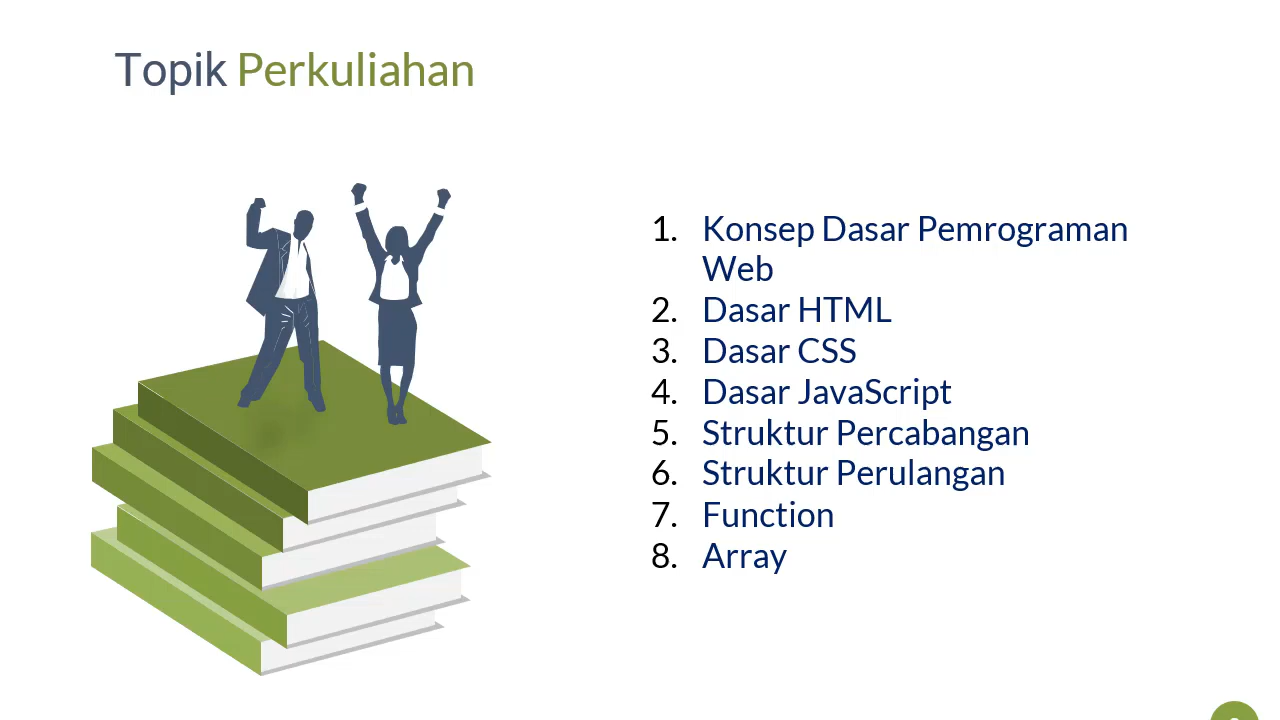 Topik Perkuliahan
1. Konsep Dasar Pemrograman
Web
2. Dasar HTML
3. Dasar CSS
4. Dasar JavaScript
5. Struktur Percabangan
6. Struktur Perulangan
7. Function
8. Array